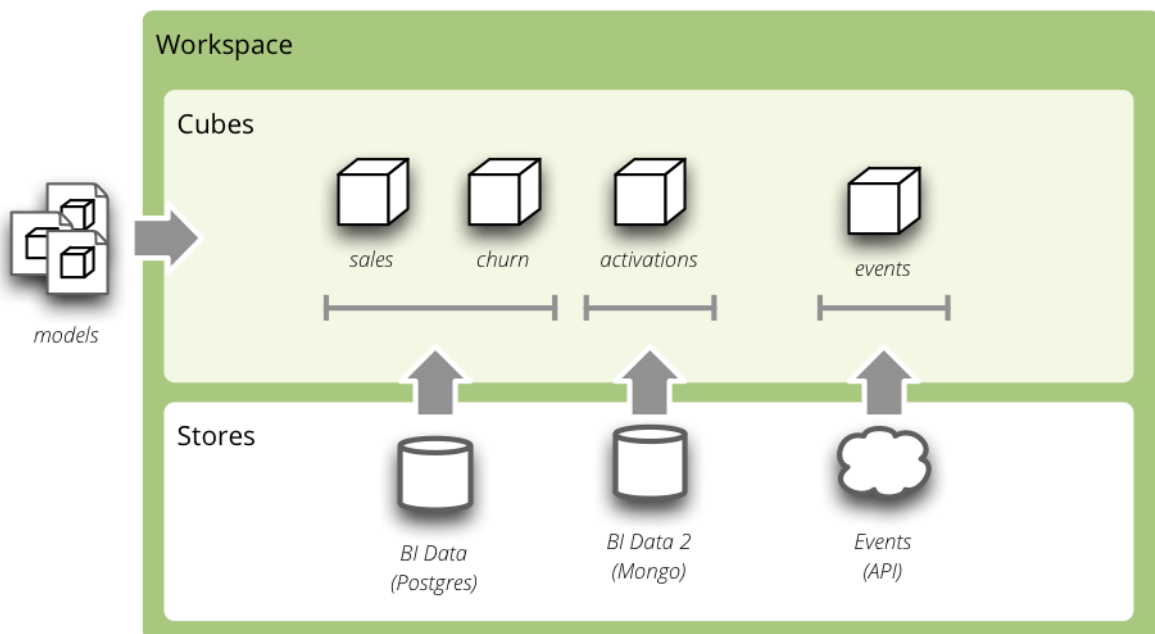 Workspace
Cubes
sales
churn
activations
events
models
Stores
BI Data
(Postgres)
BI Data 2
(Mongo)
Events
(API)